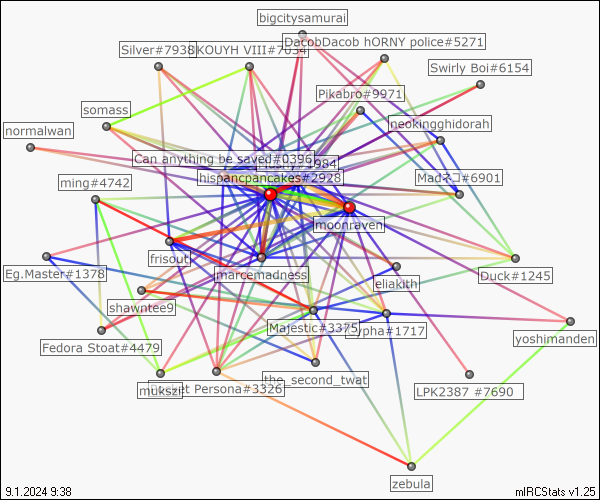 bigcitysamurai
DacobDacob hORNY police#5271
Silver#7938
KOUYH VIII#7034
Swirly Boi#6154
Pikabro#9971
somass
neokingghidorah
normalwan
Can anything be saved#0396
hispancpancakes#2928
Madネコ#6901
ming#4742
moonraven
frisouti
marcemadness
Eg.Master#1378
eliakith
Duck#1245
shawntee9
Majestic#3375
ypha#1717
Fedora Stoat#4479
yoshimanden
the_second_twat
mukszit
Persona#3326
LPK2387 #7690
zebula
9.1.2024 9:38
mIRCStats v1.25